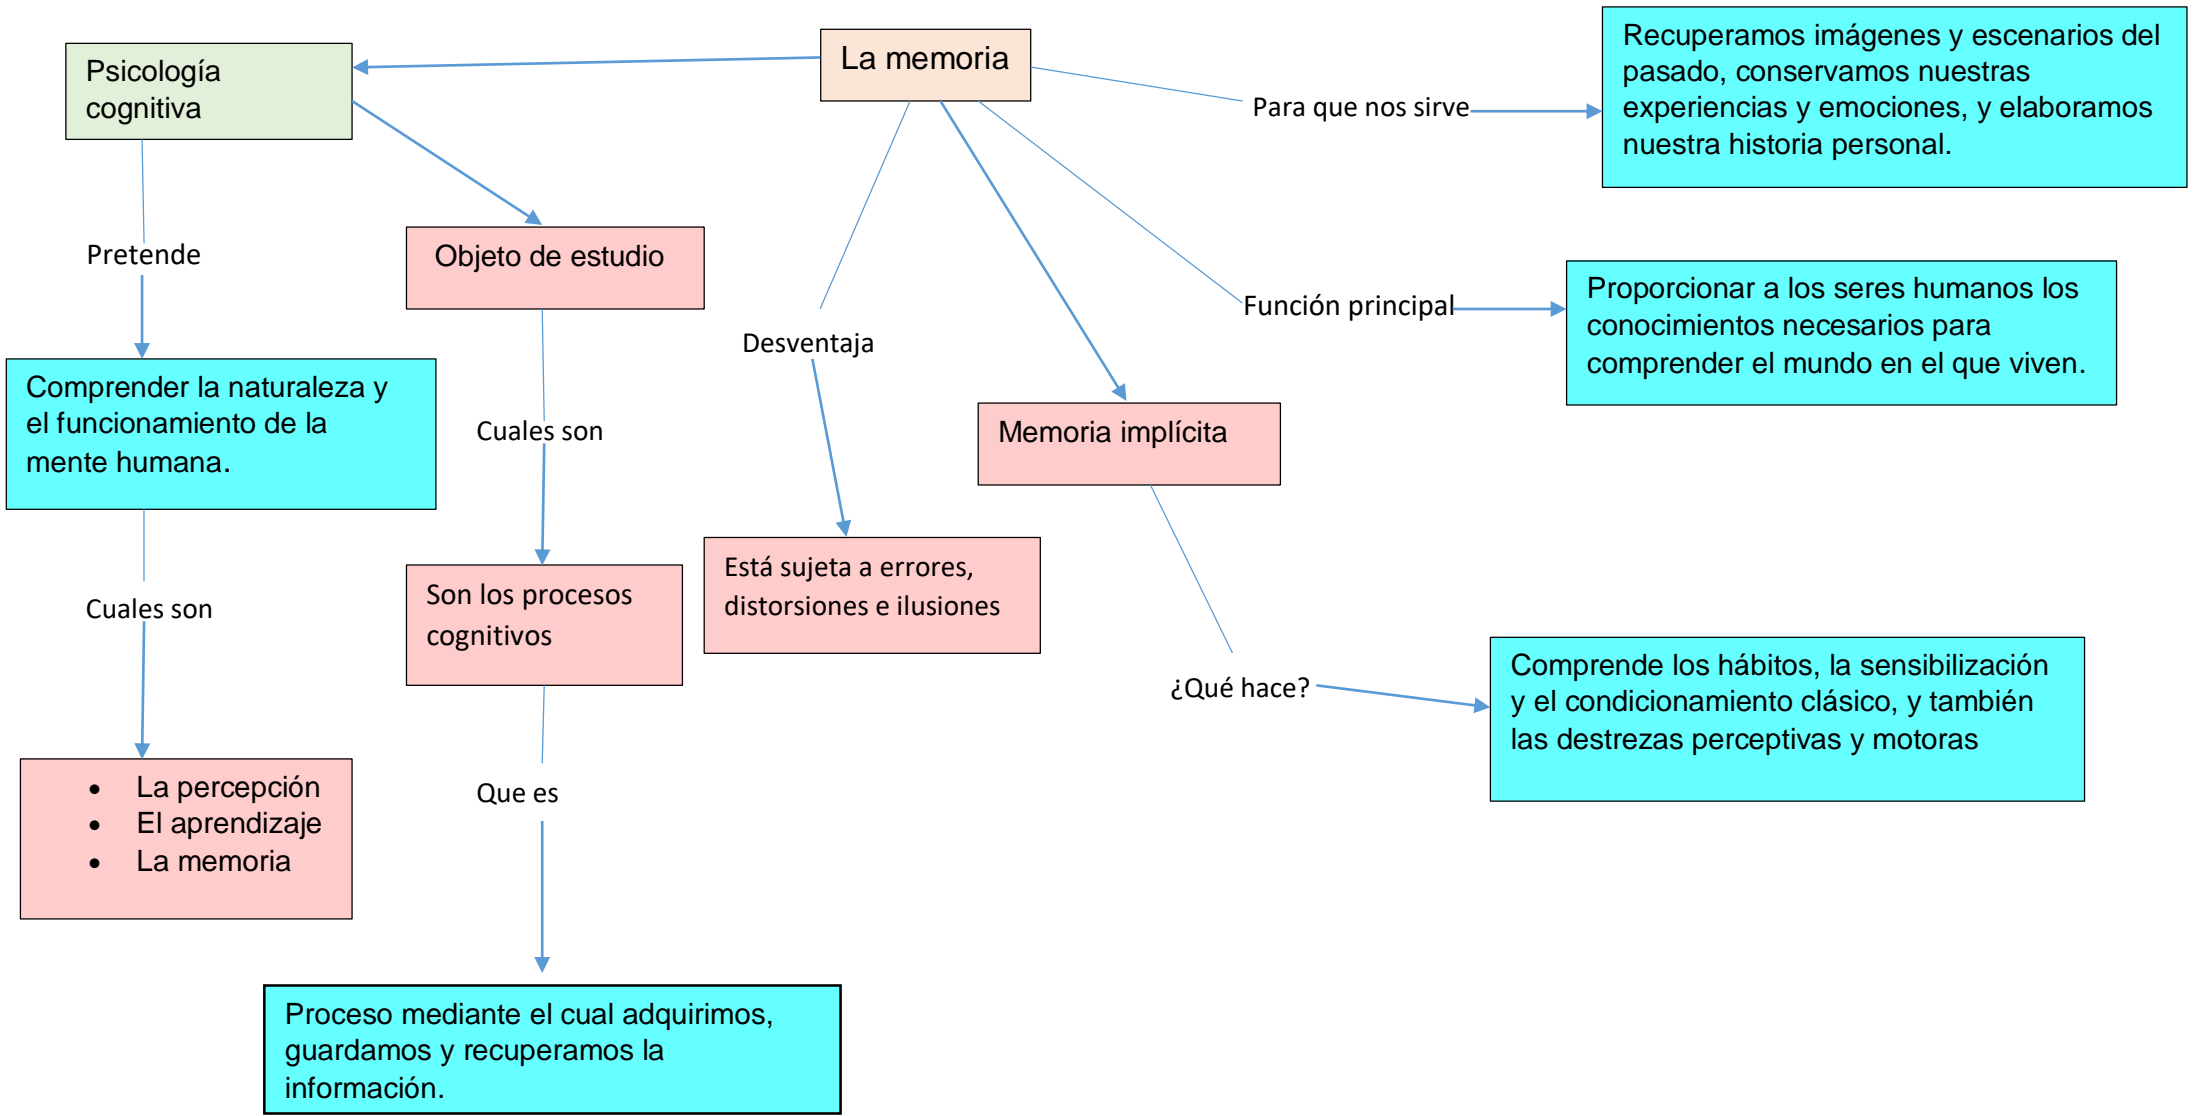 La memoria
Psicología
cognitiva
Para que nos sirve
Recuperamos imágenes y escenarios del
pasado, conservamos nuestras
experiencias y emociones, y elaboramos
nuestra historia personal.
Pretende
Objeto de estudio
Función principal
Proporcionar a los seres humanos los
conocimientos necesarios para
comprender el mundo en el que viven.
Desventaja
Comprender la naturaleza y
el funcionamiento de la
mente humana.
Cuales son
Memoria implícita
Cuales son
Son los procesos
cognitivos
Está sujeta a errores,
distorsiones e ilusiones
¿Qué hace?
Comprende los hábitos, la sensibilización
y el condicionamiento clásico, y también
las destrezas perceptivas y motoras
• La percepción
• El aprendizaje
• La memoria
Que es
Proceso mediante el cual adquirimos,
guardamos y recuperamos la
información.